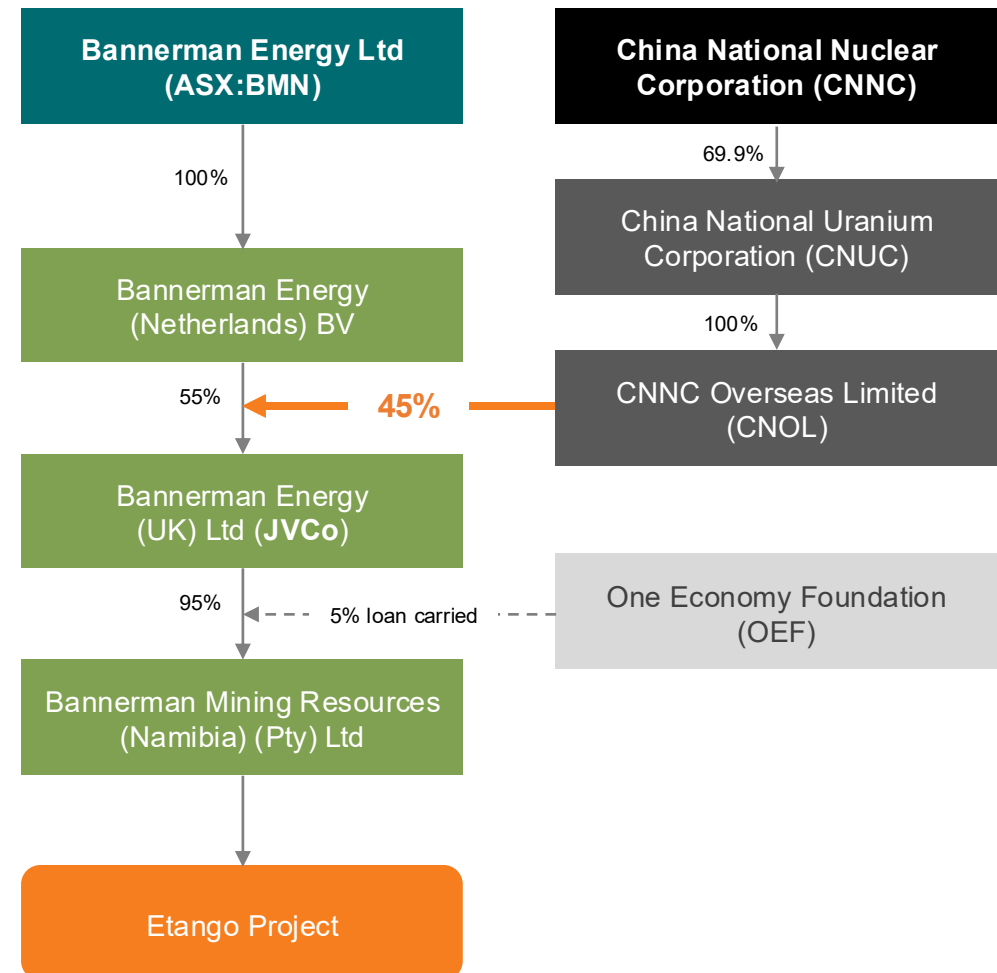 Bannerman Energy Ltd
(ASX:BMN)
China National Nuclear
Corporation (CNNC)
100%
69.9%
China National Uranium
Corporation (CNUC)
Bannerman Energy
(Netherlands) BV
100%
55%
45%
CNNC Overseas Limited
(CNOL)
Bannerman Energy
(UK) Ltd (JVCo)
95%
5% loan carried
One Economy Foundation
(OEF)
Bannerman Mining Resources
(Namibia) (Pty) Ltd
Etango Project